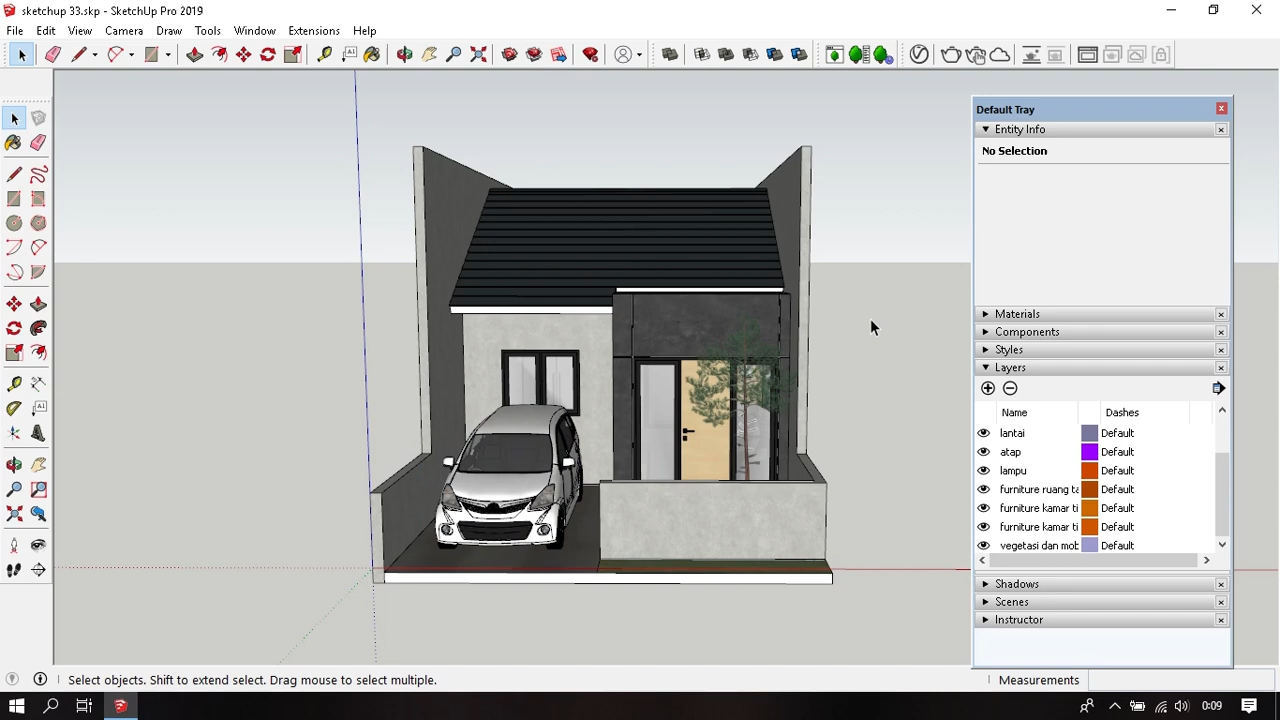 sketchup 33.skp - SketchUp Pro 2019
File Edit View Camera Draw Tools Window Extensions Help
Default Tray
Entity Info
No Selection
Materials
Components
Styles
Layers
Name Dashes
lantai Default
atap Default
lampu Default
furniture ruang ta Default
furniture kamar ti Default
furniture kamar ti Default
vegetasi dan mob Default
Shadows
Scenes
Instructor
Select objects. Shift to extend select. Drag mouse to select multiple.
Measurements
0:09